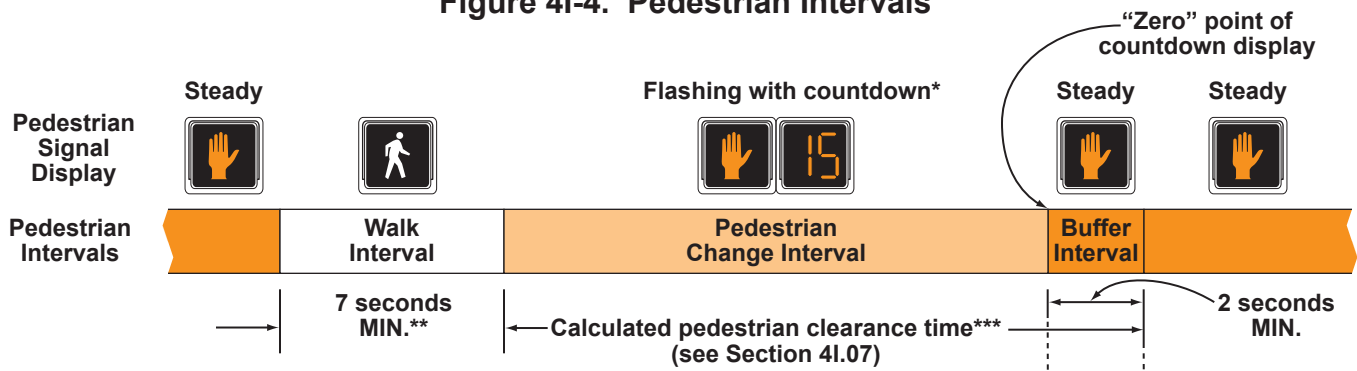 Figure 4I-4. Pedestrian Intervals
“Zero” point of
countdown display
Steady
Flashing with countdown*
Steady
Steady
Pedestrian
Signal
Display
15
Pedestrian
Intervals
Walk
Interval
Pedestrian
Change Interval
Buffer
Interval
7 seconds
MIN.**
Calculated pedestrian clearance time***
(see Section 4I.07)
2 seconds
MIN.